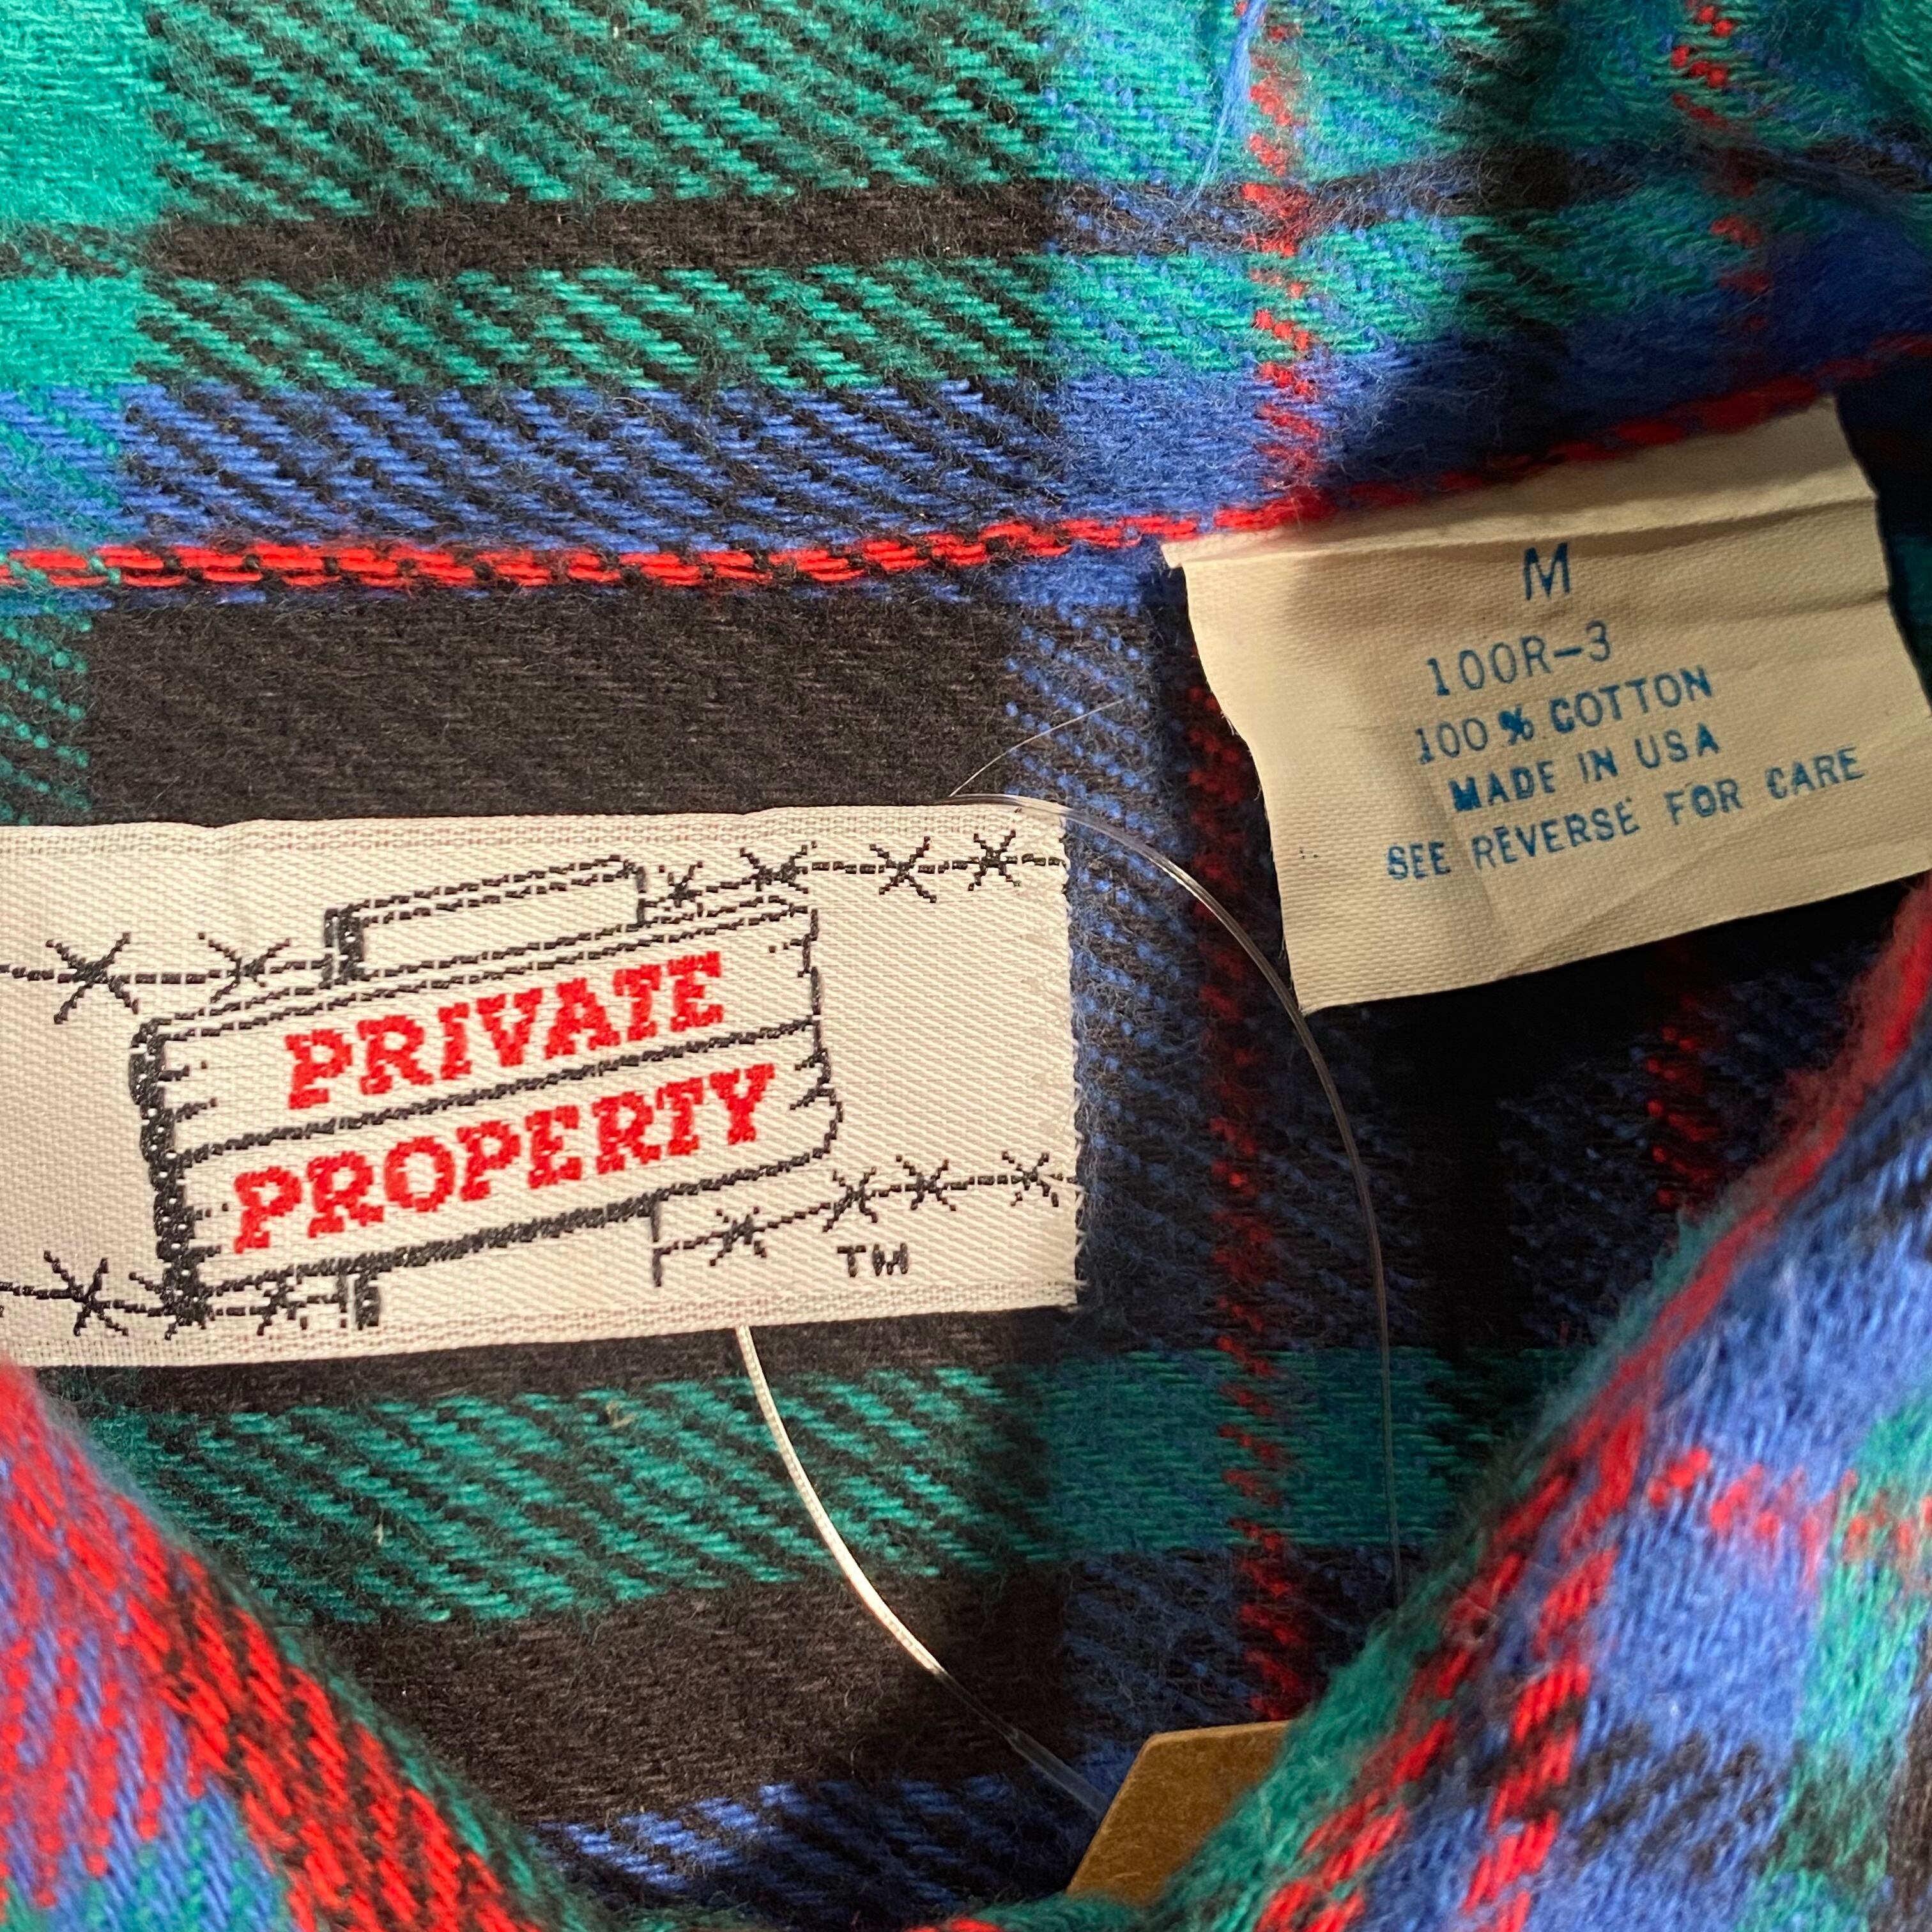 PRIVATE
PROPERTY
TM
M
100R-3
100% COTTON
MADE IN USA
SEE REVERSE FOR CARE